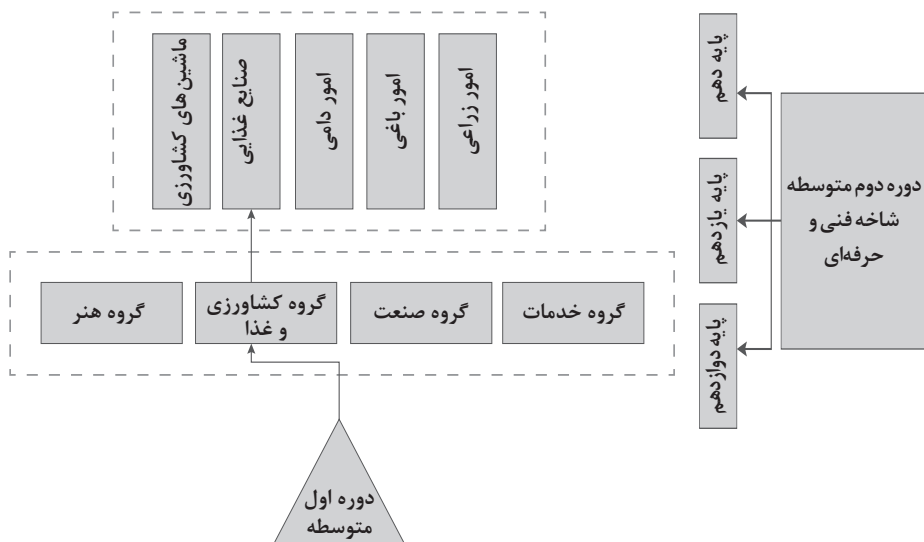 امور زراعی
امور باغی
امور دامی
صنایع غذایی
ماشین‌های کشاورزی
گروه خدمات
گروه صنعت
گروه کشاورزی
و غذا
گروه هنر
دوره اول
متوسطه
دوره دوم متوسطه
شاخه فنی و
حرفه‌ای
پایه دهم
پایه یازدهم
پایه دوازدهم